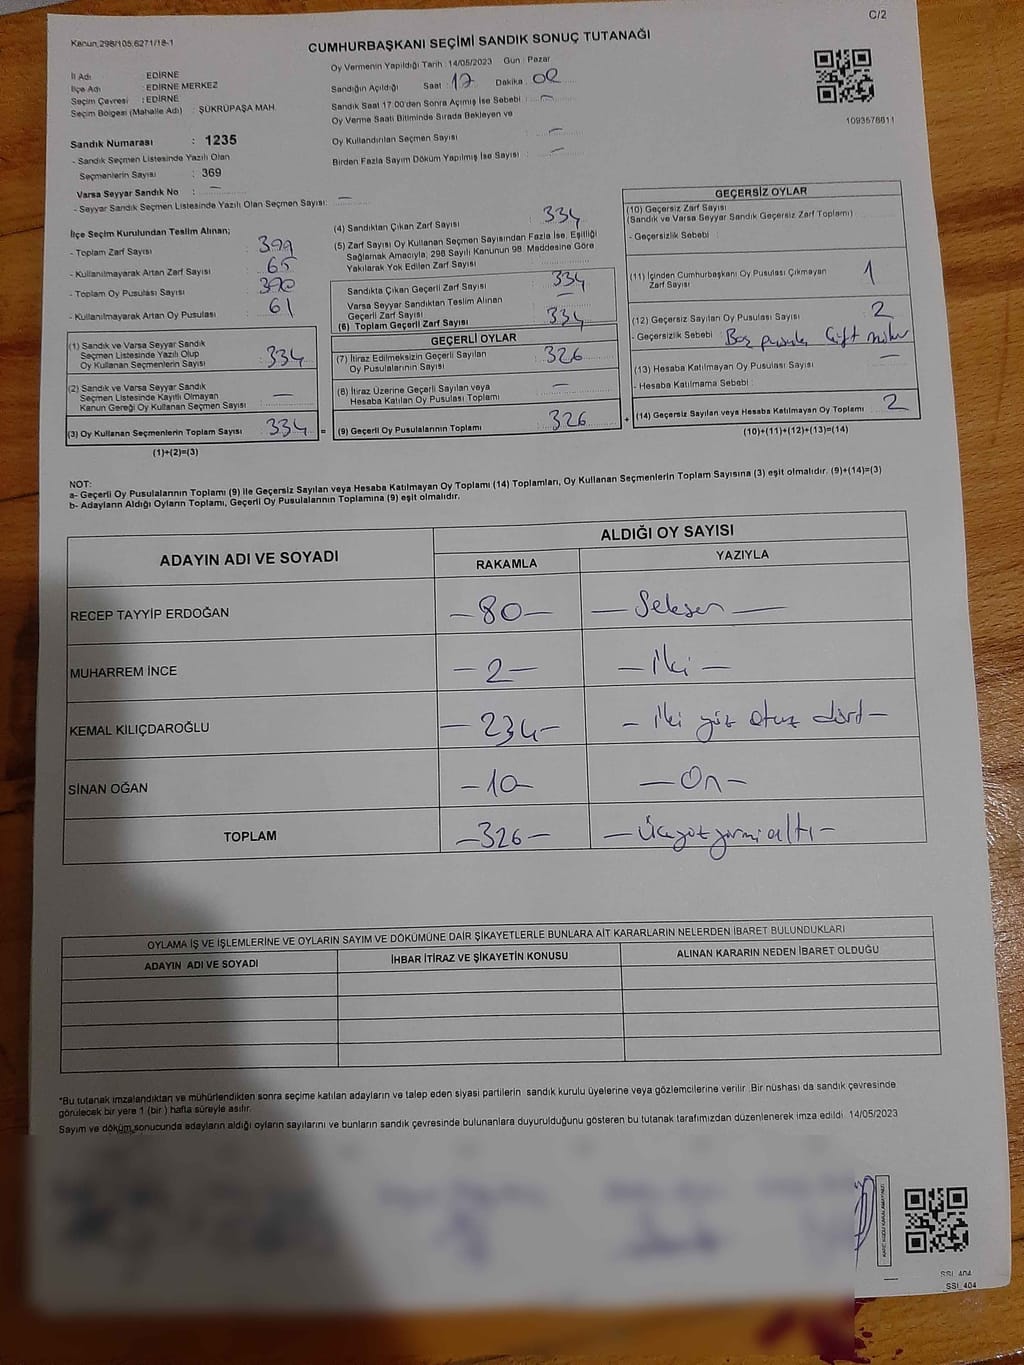 C/2
Kanun,298/105,6271/18-1
CUMHURBAŞKANI SEÇİMİ SANDIK SONUÇ TUTANAĞI
İl Adı : EDİRNE
İlçe Adı : EDİRNE MERKEZ
Seçim Çevresi : EDİRNE
Seçim Bölgesi (Mahalle Adı) : ŞÜKRÜPAŞA MAH.
Oy Vermenin Yapıldığı Tarih : 14/05/2023 Gün : Pazar
Sandığın Açıldığı Saat : 17 Dakika : 02
Sandık Saat 17:00'den Sonra Açmış İse Sebebi : —
Oy Verme Saati Bitiminde Sırada Bekleyen ve
Oy Kullandırılan Seçmen Sayısı —
Birden Fazla Sayım Döküm Yapılmış İse Sayısı : —
1093578611
Sandık Numarası : 1235
- Sandık Seçmen Listesinde Yazılı Olan
Seçmenlerin Sayısı : 369
Varsa Seyyar Sandık No : —
- Seyyar Sandık Seçmen Listesinde Yazılı Olan Seçmen Sayısı: —
İlçe Seçim Kurulundan Teslim Alınan;
- Toplam Zarf Sayısı : 399
- Kullanılmayarak Artan Zarf Sayısı : 65
- Toplam Oy Pusulası Sayısı : 390
- Kullanılmayarak Artan Oy Pusulası : 61
(1) Sandık ve Varsa Seyyar Sandık
Seçmen Listesinde Yazılı Olup
Oy Kullanan Seçmenlerin Sayısı : 334
(2) Sandık ve Varsa Seyyar Sandık
Seçmen Listesinde Kayıtlı Olmayan
Kanun Gereği Oy Kullanan Seçmen Sayısı : —
(3) Oy Kullanan Seçmenlerin Toplam Sayısı : 334 =
(1)+(2)=(3)
(4) Sandıktan Çıkan Zarf Sayısı : 334
(5) Zarf Sayısı Oy Kullanan Seçmen Sayısından Fazla İse, Eşitliği
Sağlamak Amacıyla, 298 Sayılı Kanunun 98. Maddesine Göre
Yakılarak Yok Edilen Zarf Sayısı :
Sandıkta Çıkan Geçerli Zarf Sayısı : 334
Varsa Seyyar Sandıktan Teslim Alınan
Geçerli Zarf Sayısı : —
(6) Toplam Geçerli Zarf Sayısı : 334
GEÇERLİ OYLAR
(7) İtiraz Edilmeksizin Geçerli Sayılan
Oy Pusulalarının Sayısı : 326
(8) İtiraz Üzerine Geçerli Sayılan veya
Hesaba Katılan Oy Pusulası Toplamı : —
(9) Geçerli Oy Pusulalarının Toplamı : 326 +
GEÇERSİZ OYLAR
(10) Geçersiz Zarf Sayısı
(Sandık ve Varsa Seyyar Sandık Geçersiz Zarf Toplamı)
- Geçersizlik Sebebi :
(11) İçinden Cumhurbaşkanı Oy Pusulası Çıkmayan
Zarf Sayısı : 1
(12) Geçersiz Sayılan Oy Pusulası Sayısı : 2
- Geçersizlik Sebebi : Boş pusula Çift mühür
(13) Hesaba Katılmayan Oy Pusulası Sayısı : —
- Hesaba Katılmama Sebebi :
(14) Geçersiz Sayılan veya Hesaba Katılmayan Oy Toplamı : 2
(10)+(11)+(12)+(13)=(14)
NOT:
a- Geçerli Oy Pusulalarının Toplamı (9) ile Geçersiz Sayılan veya Hesaba Katılmayan Oy Toplamı (14) Toplamları, Oy Kullanan Seçmenlerin Toplam Sayısına (3) eşit olmalıdır. (9)+(14)=(3)
b- Adayların Aldığı Oyların Toplamı, Geçerli Oy Pusulalarının Toplamına (9) eşit olmalıdır.
ADAYIN ADI VE SOYADI
ALDIĞI OY SAYISI
RAKAMLA YAZIYLA
RECEP TAYYİP ERDOĞAN —80— — Seksen —
MUHARREM İNCE —2— — İki —
KEMAL KILIÇDAROĞLU —234— — İki yüz otuz dört —
SİNAN OĞAN —10— — On —
TOPLAM —326— — Üçyüz yirmi altı —
OYLAMA İŞ VE İŞLEMLERİNE VE OYLARIN SAYIM VE DÖKÜMÜNE DAİR ŞİKAYETLERLE BUNLARA AİT KARARLARIN NELERDEN İBARET BULUNDUKLARI
ADAYIN ADI VE SOYADI İHBAR İTİRAZ VE ŞİKAYETİN KONUSU ALINAN KARARIN NEDEN İBARET OLDUĞU
*Bu tutanak imzalandıktan ve mühürlendikten sonra seçime katılan adayların ve talep eden siyasi partilerin sandık kurulu üyelerine veya gözlemcilerine verilir. Bir nüshası da sandık çevresinde
görülecek bir yere 1 (bir ) hafta süreyle asılır.
Sayım ve döküm sonucunda adayların aldığı oyların sayılarını ve bunların sandık çevresinde bulunanlara duyurulduğunu gösteren bu tutanak tarafımızdan düzenlenerek imza edildi. 14/05/2023
KARE KODU KARALAMAYINIZ!
SSI_404
SSI_404